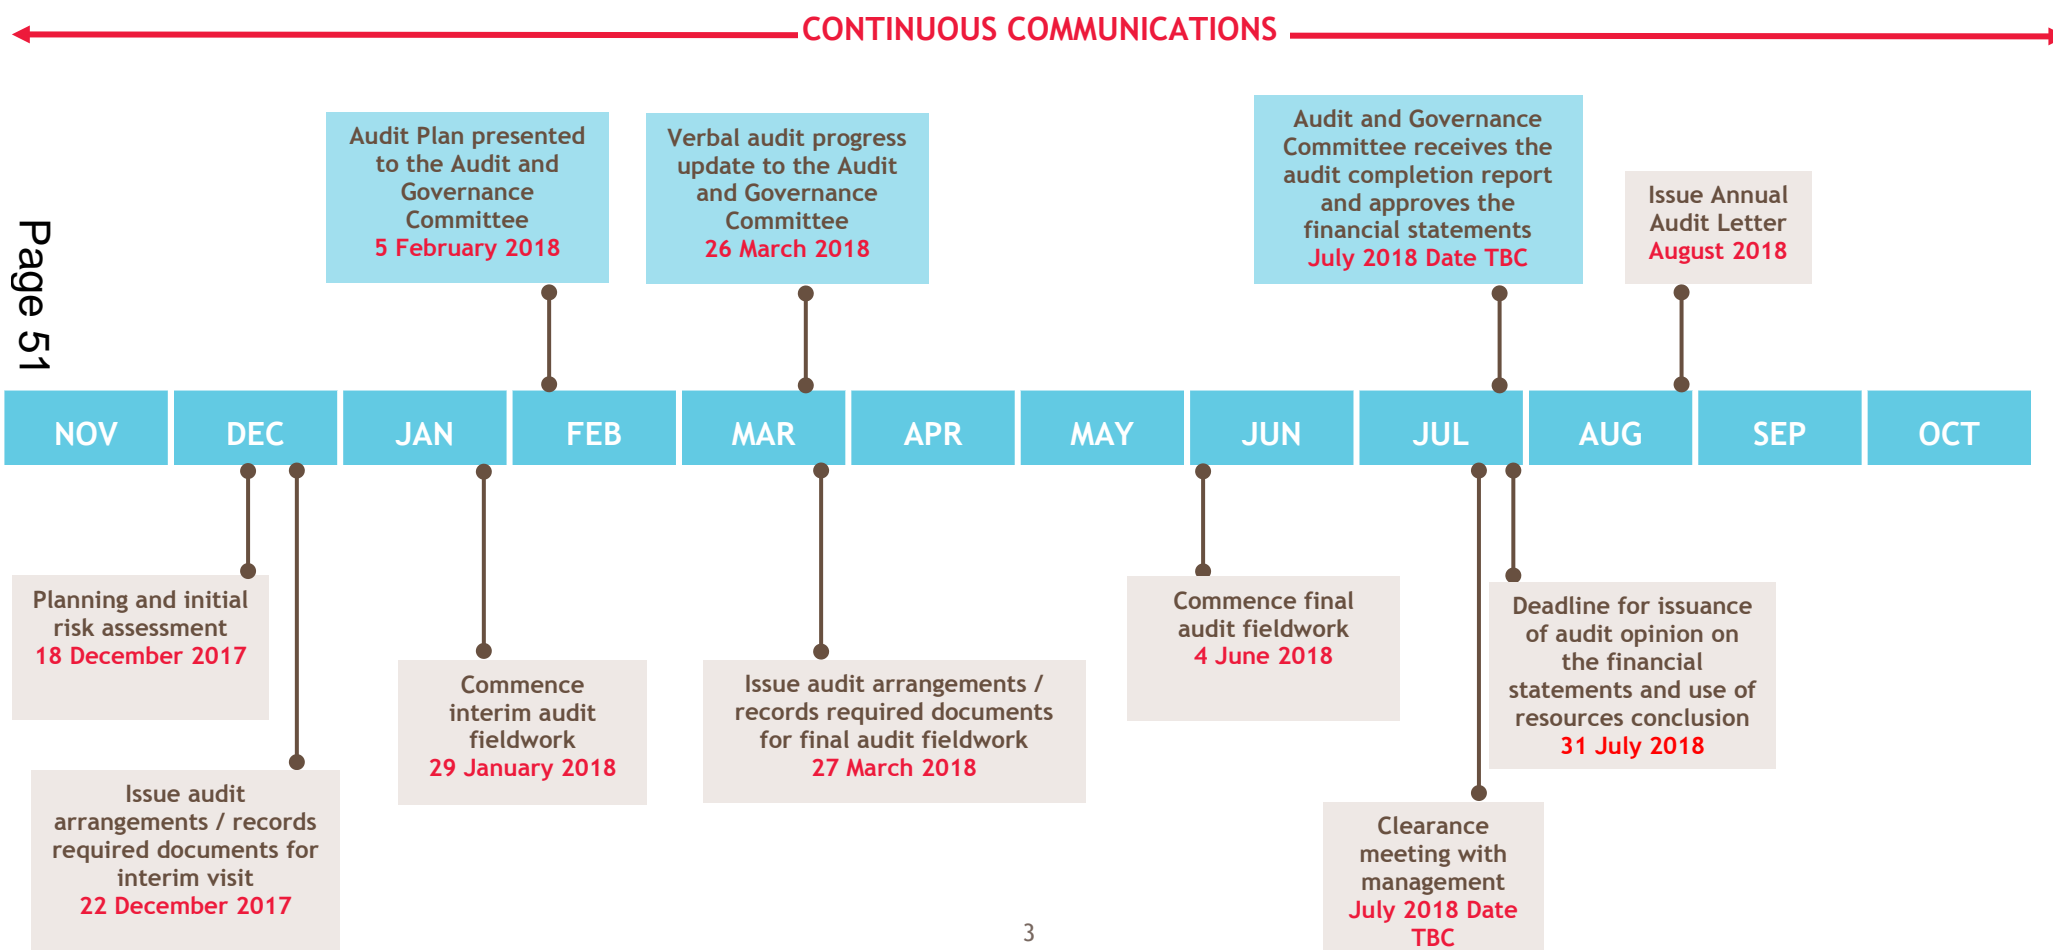 CONTINUOUS COMMUNICATIONS
Page 51
Audit Plan presented
to the Audit and
Governance
Committee
5 February 2018
Verbal audit progress
update to the Audit
and Governance
Committee
26 March 2018
Audit and Governance
Committee receives the
audit completion report
and approves the
financial statements
July 2018 Date TBC
Issue Annual
Audit Letter
August 2018
NOV
DEC
JAN
FEB
MAR
APR
MAY
JUN
JUL
AUG
SEP
OCT
Planning and initial
risk assessment
18 December 2017
Issue audit
arrangements / records
required documents for
interim visit
22 December 2017
Commence
interim audit
fieldwork
29 January 2018
Issue audit arrangements /
records required documents
for final audit fieldwork
27 March 2018
Commence final
audit fieldwork
4 June 2018
Deadline for issuance
of audit opinion on
the financial
statements and use of
resources conclusion
31 July 2018
Clearance
meeting with
management
July 2018 Date
TBC
3